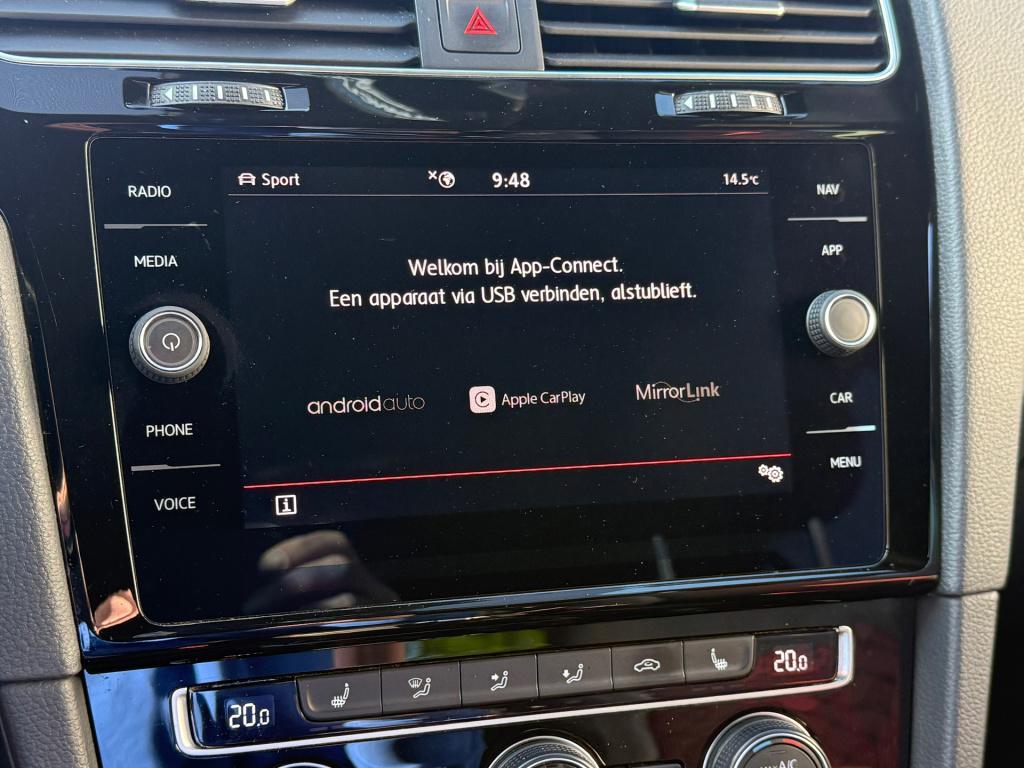 RADIO
MEDIA
PHONE
VOICE
Sport
9:48
14.5°C
Welkom bij App-Connect.
Een apparaat via USB verbinden, alstublieft.
androidauto
Apple CarPlay
MirrorLink
NAV
APP
CAR
MENU
20.0
20.0
A/C